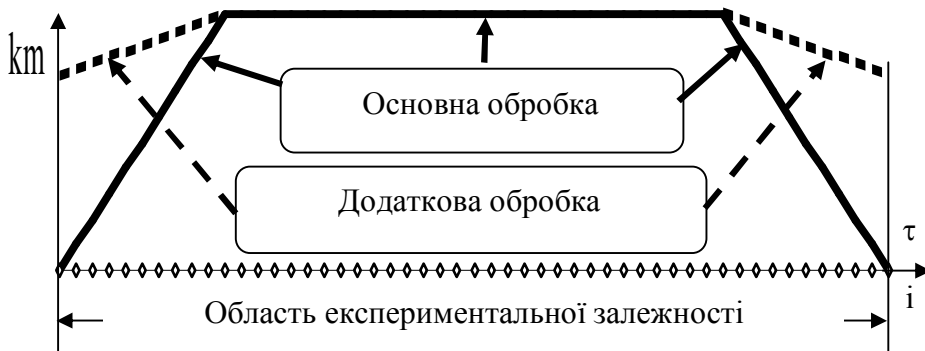 km
Основна обробка
Додаткова обробка
τ
i
Область експериментальної залежності